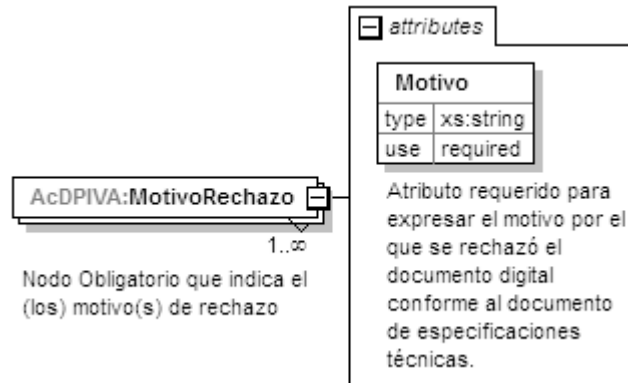 attributes
Motivo
type xs:string
use required
AcDPIVA:MotivoRechazo
1..∞
Nodo Obligatorio que indica el
(los) motivo(s) de rechazo
Atributo requerido para
expresar el motivo por el
que se rechazó el
documento digital
conforme al documento
de especificaciones
técnicas.